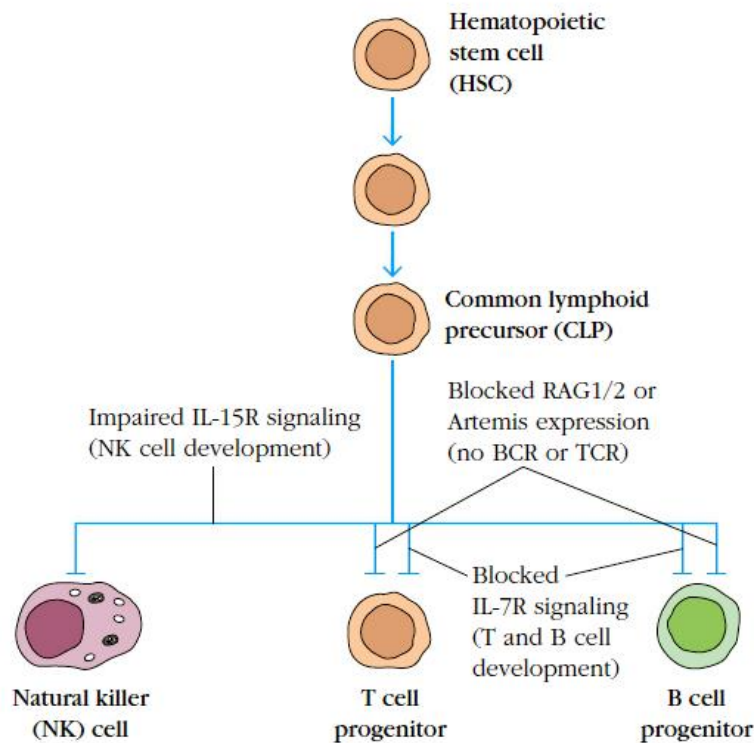 Hematopoietic
stem cell
(HSC)
Common lymphoid
precursor (CLP)
Blocked RAG1/2 or
Artemis expression
(no BCR or TCR)
Impaired IL-15R signaling
(NK cell development)
Blocked
IL-7R signaling
(T and B cell
development)
Natural killer
(NK) cell
T cell
progenitor
B cell
progenitor